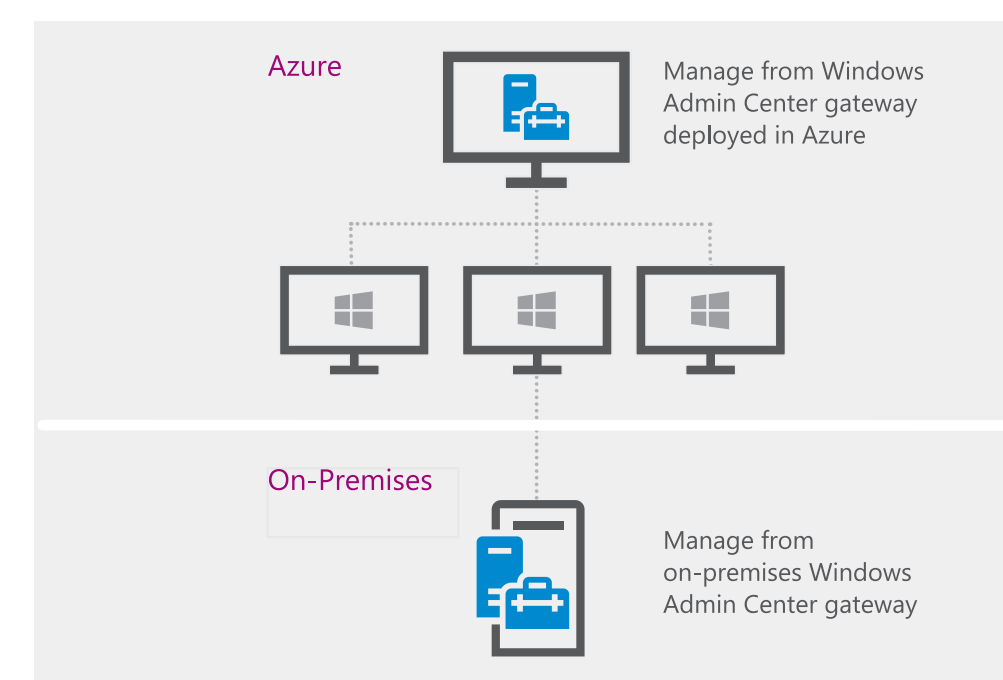 Azure
Manage from Windows
Admin Center gateway
deployed in Azure
On-Premises
Manage from
on-premises Windows
Admin Center gateway